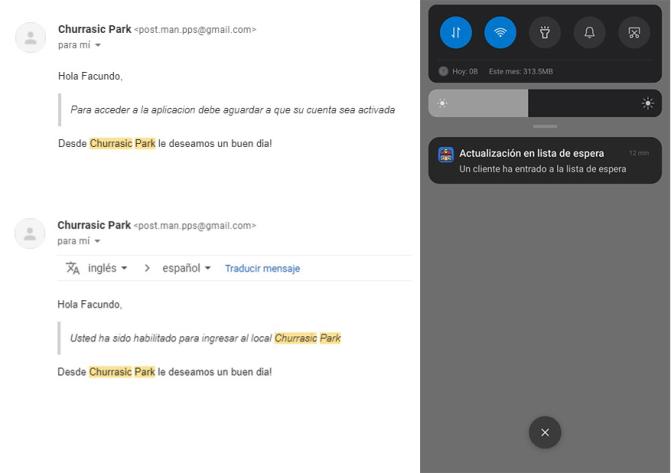 Churrasic Park <post.man.pps@gmail.com>
para mí
Hola Facundo,
Para acceder a la aplicacion debe aguardar a que su cuenta sea activada
Desde Churrasic Park le deseamos un buen dia!
Churrasic Park <post.man.pps@gmail.com>
para mí
inglés > español Traducir mensaje
Hola Facundo,
Usted ha sido habilitado para ingresar al local Churrasic Park
Desde Churrasic Park le deseamos un buen dia!
Hoy: 0B Este mes: 313.5MB
Actualización en lista de espera 12 min
Un cliente ha entrado a la lista de espera